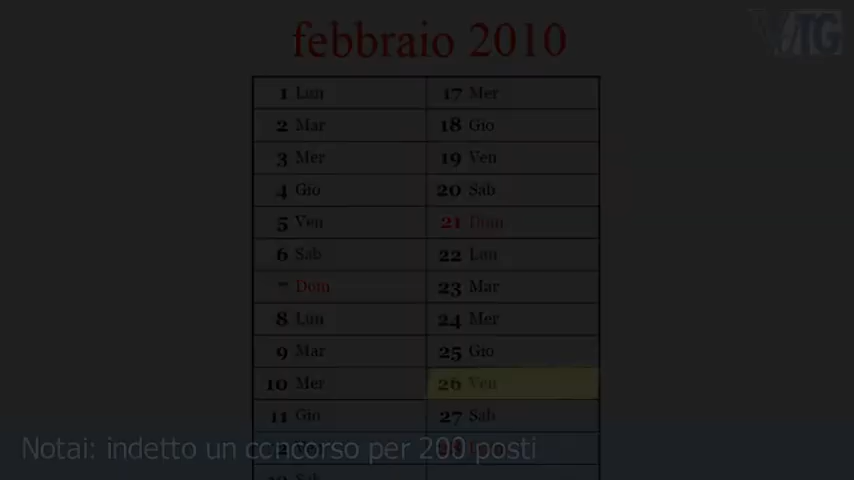 febbraio 2010
TG
1 Lun
2 Mar
3 Mer
4 Gio
5 Ven
6 Sab
Dom
8 Lun
9 Mar
10 Mer
11 Gio
17 Mer
18 Gio
19 Ven
20 Sab
21 Dom
22 Lun
23 Mar
24 Mer
25 Gio
26 Ven
27 Sab
28
Notai: indetto un concorso per 200 posti